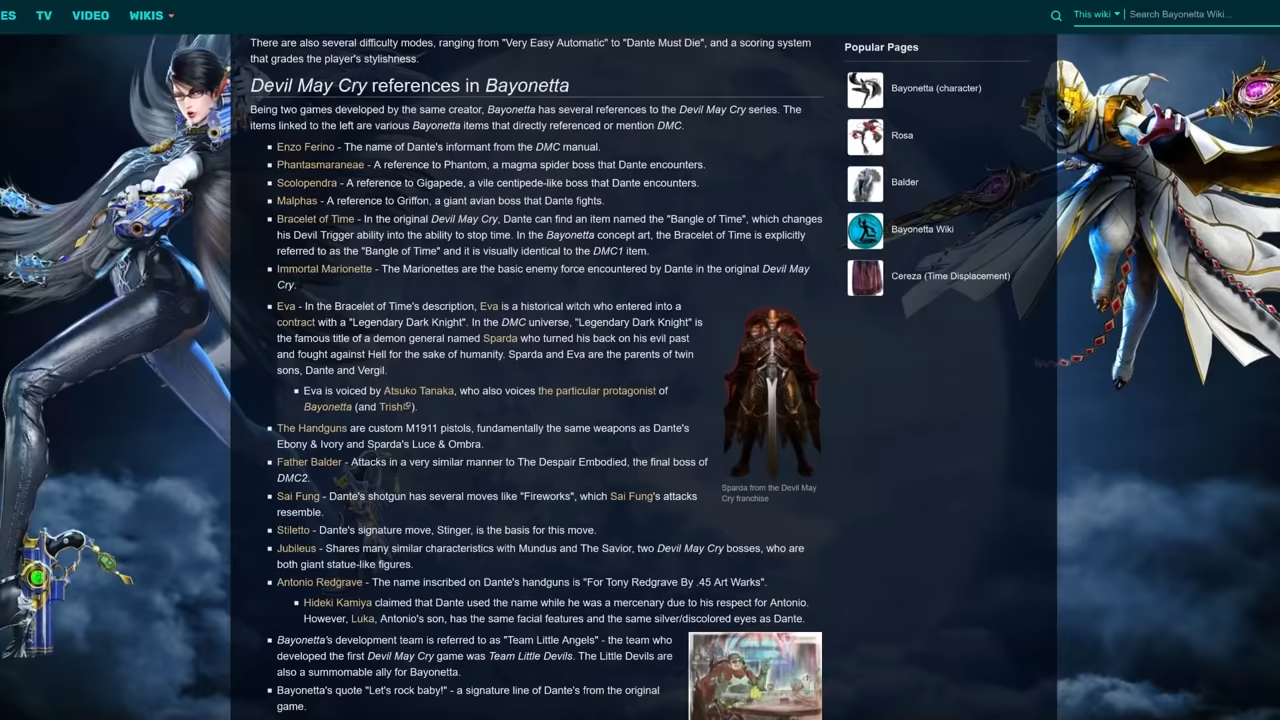 ES TV VIDEO WIKIS This wiki Search Bayonetta Wiki...
There are also several difficulty modes, ranging from "Very Easy Automatic" to "Dante Must Die", and a scoring system
that grades the player's stylishness.
Devil May Cry references in Bayonetta
Being two games developed by the same creator, Bayonetta has several references to the Devil May Cry series. The
items linked to the left are various Bayonetta items that directly referenced or mention DMC.
Enzo Ferino - The name of Dante's informant from the DMC manual.
Phantasmaraneae - A reference to Phantom, a magma spider boss that Dante encounters.
Scolopendra - A reference to Gigapede, a vile centipede-like boss that Dante encounters.
Malphas - A reference to Griffon, a giant avian boss that Dante fights.
Bracelet of Time - In the original Devil May Cry, Dante can find an item named the "Bangle of Time", which changes
his Devil Trigger ability into the ability to stop time. In the Bayonetta concept art, the Bracelet of Time is explicitly
referred to as the "Bangle of Time" and it is visually identical to the DMC1 item.
Immortal Marionette - The Marionettes are the basic enemy force encountered by Dante in the original Devil May
Cry.
Eva - In the Bracelet of Time's description, Eva is a historical witch who entered into a
contract with a "Legendary Dark Knight". In the DMC universe, "Legendary Dark Knight" is
the famous title of a demon general named Sparda who turned his back on his evil past
and fought against Hell for the sake of humanity. Sparda and Eva are the parents of twin
sons, Dante and Vergil.
Eva is voiced by Atsuko Tanaka, who also voices the particular protagonist of
Bayonetta (and Trish).
The Handguns are custom M1911 pistols, fundamentally the same weapons as Dante's
Ebony & Ivory and Sparda's Luce & Ombra.
Father Balder - Attacks in a very similar manner to The Despair Embodied, the final boss of
DMC2.
Sai Fung - Dante's shotgun has several moves like "Fireworks", which Sai Fung's attacks
resemble.
Stiletto - Dante's signature move, Stinger, is the basis for this move.
Jubileus - Shares many similar characteristics with Mundus and The Savior, two Devil May Cry bosses, who are
both giant statue-like figures.
Antonio Redgrave - The name inscribed on Dante's handguns is "For Tony Redgrave By .45 Art Warks".
Hideki Kamiya claimed that Dante used the name while he was a mercenary due to his respect for Antonio.
However, Luka, Antonio's son, has the same facial features and the same silver/discolored eyes as Dante.
Bayonetta's development team is referred to as "Team Little Angels" - the team who
developed the first Devil May Cry game was Team Little Devils. The Little Devils are
also a summomable ally for Bayonetta.
Bayonetta's quote "Let's rock baby!" - a signature line of Dante's from the original
game.
Sparda from the Devil May
Cry franchise
Popular Pages
Bayonetta (character)
Rosa
Balder
Bayonetta Wiki
Cereza (Time Displacement)